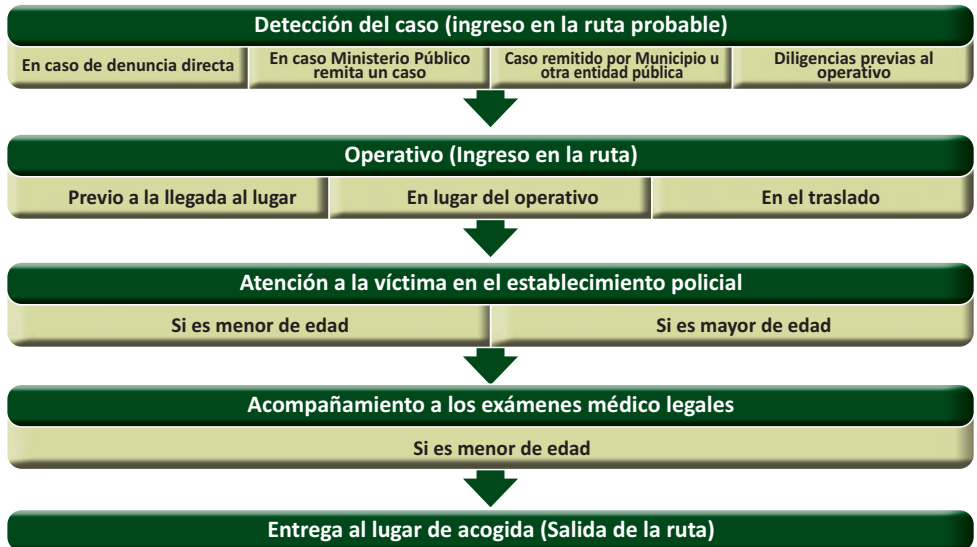 Detección del caso (ingreso en la ruta probable)
En caso de denuncia directa
En caso Ministerio Público
remita un caso
Caso remitido por Municipio u
otra entidad pública
Diligencias previas al
operativo
Operativo (Ingreso en la ruta)
Previo a la llegada al lugar
En lugar del operativo
En el traslado
Atención a la víctima en el establecimiento policial
Si es menor de edad
Si es mayor de edad
Acompañamiento a los exámenes médico legales
Si es menor de edad
Entrega al lugar de acogida (Salida de la ruta)